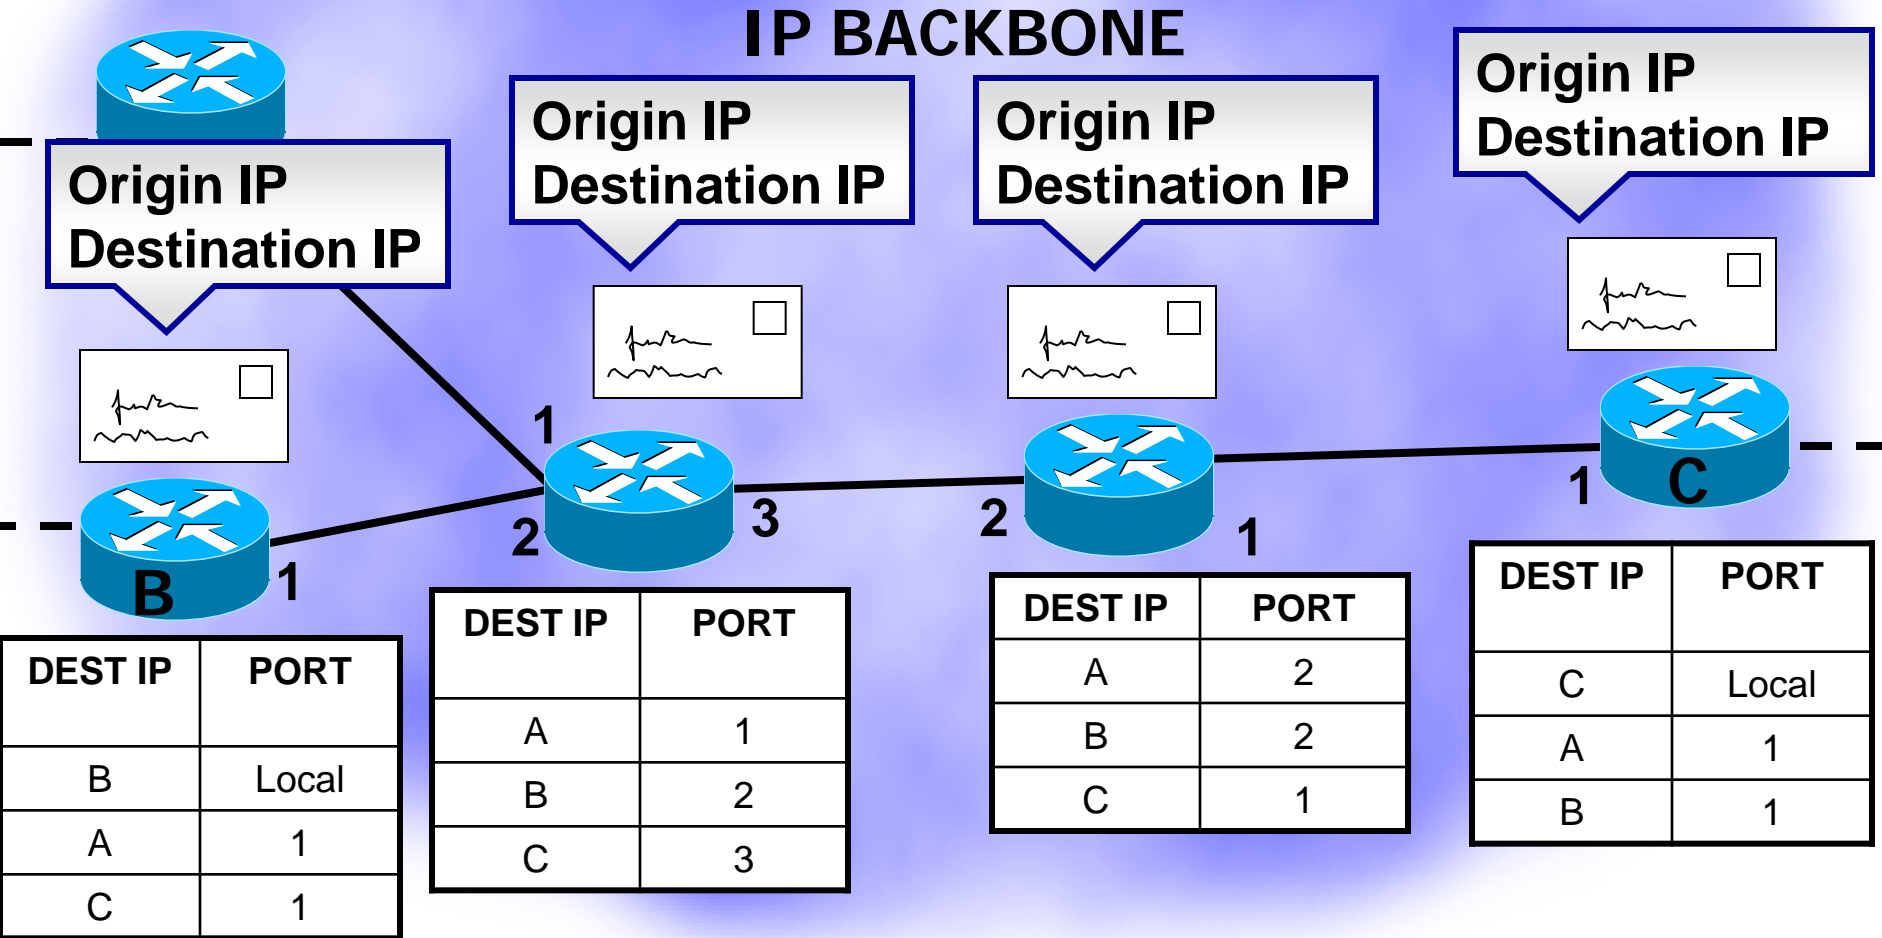 IP BACKBONE
Origin IP
Destination IP
Origin IP
Destination IP
Origin IP
Destination IP
Origin IP
Destination IP
B
1
1
2
3
2
1
1
C
DEST IP PORT
B Local
A 1
C 1
DEST IP PORT
A 1
B 2
C 3
DEST IP PORT
A 2
B 2
C 1
DEST IP PORT
C Local
A 1
B 1